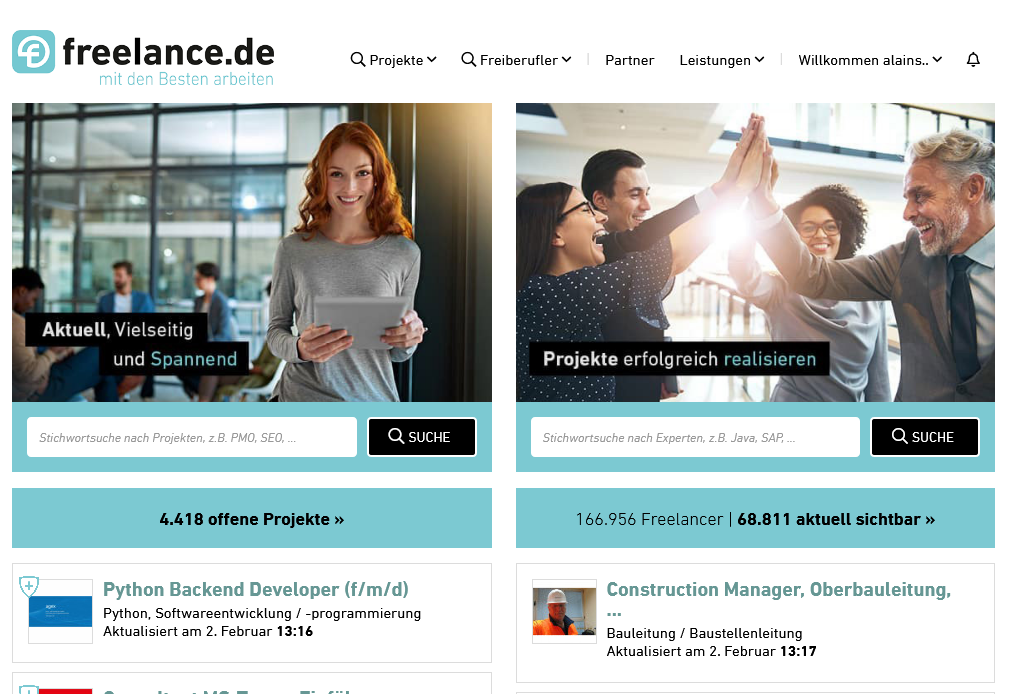 freelance.de
mit den Besten arbeiten
Projekte
Freiberufler
Partner
Leistungen
Willkommen alains..
Aktuell, Vielseitig
und Spannend
Stichwortsuche nach Projekten, z.B. PMO, SEO, ...
SUCHE
4.418 offene Projekte »
Python Backend Developer (f/m/d)
Python, Softwareentwicklung / -programmierung
Aktualisiert am 2. Februar 13:16
Projekte erfolgreich realisieren
Stichwortsuche nach Experten, z.B. Java, SAP, ...
SUCHE
166.956 Freelancer | 68.811 aktuell sichtbar »
Construction Manager, Oberbauleitung,
...
Bauleitung / Baustellenleitung
Aktualisiert am 2. Februar 13:17